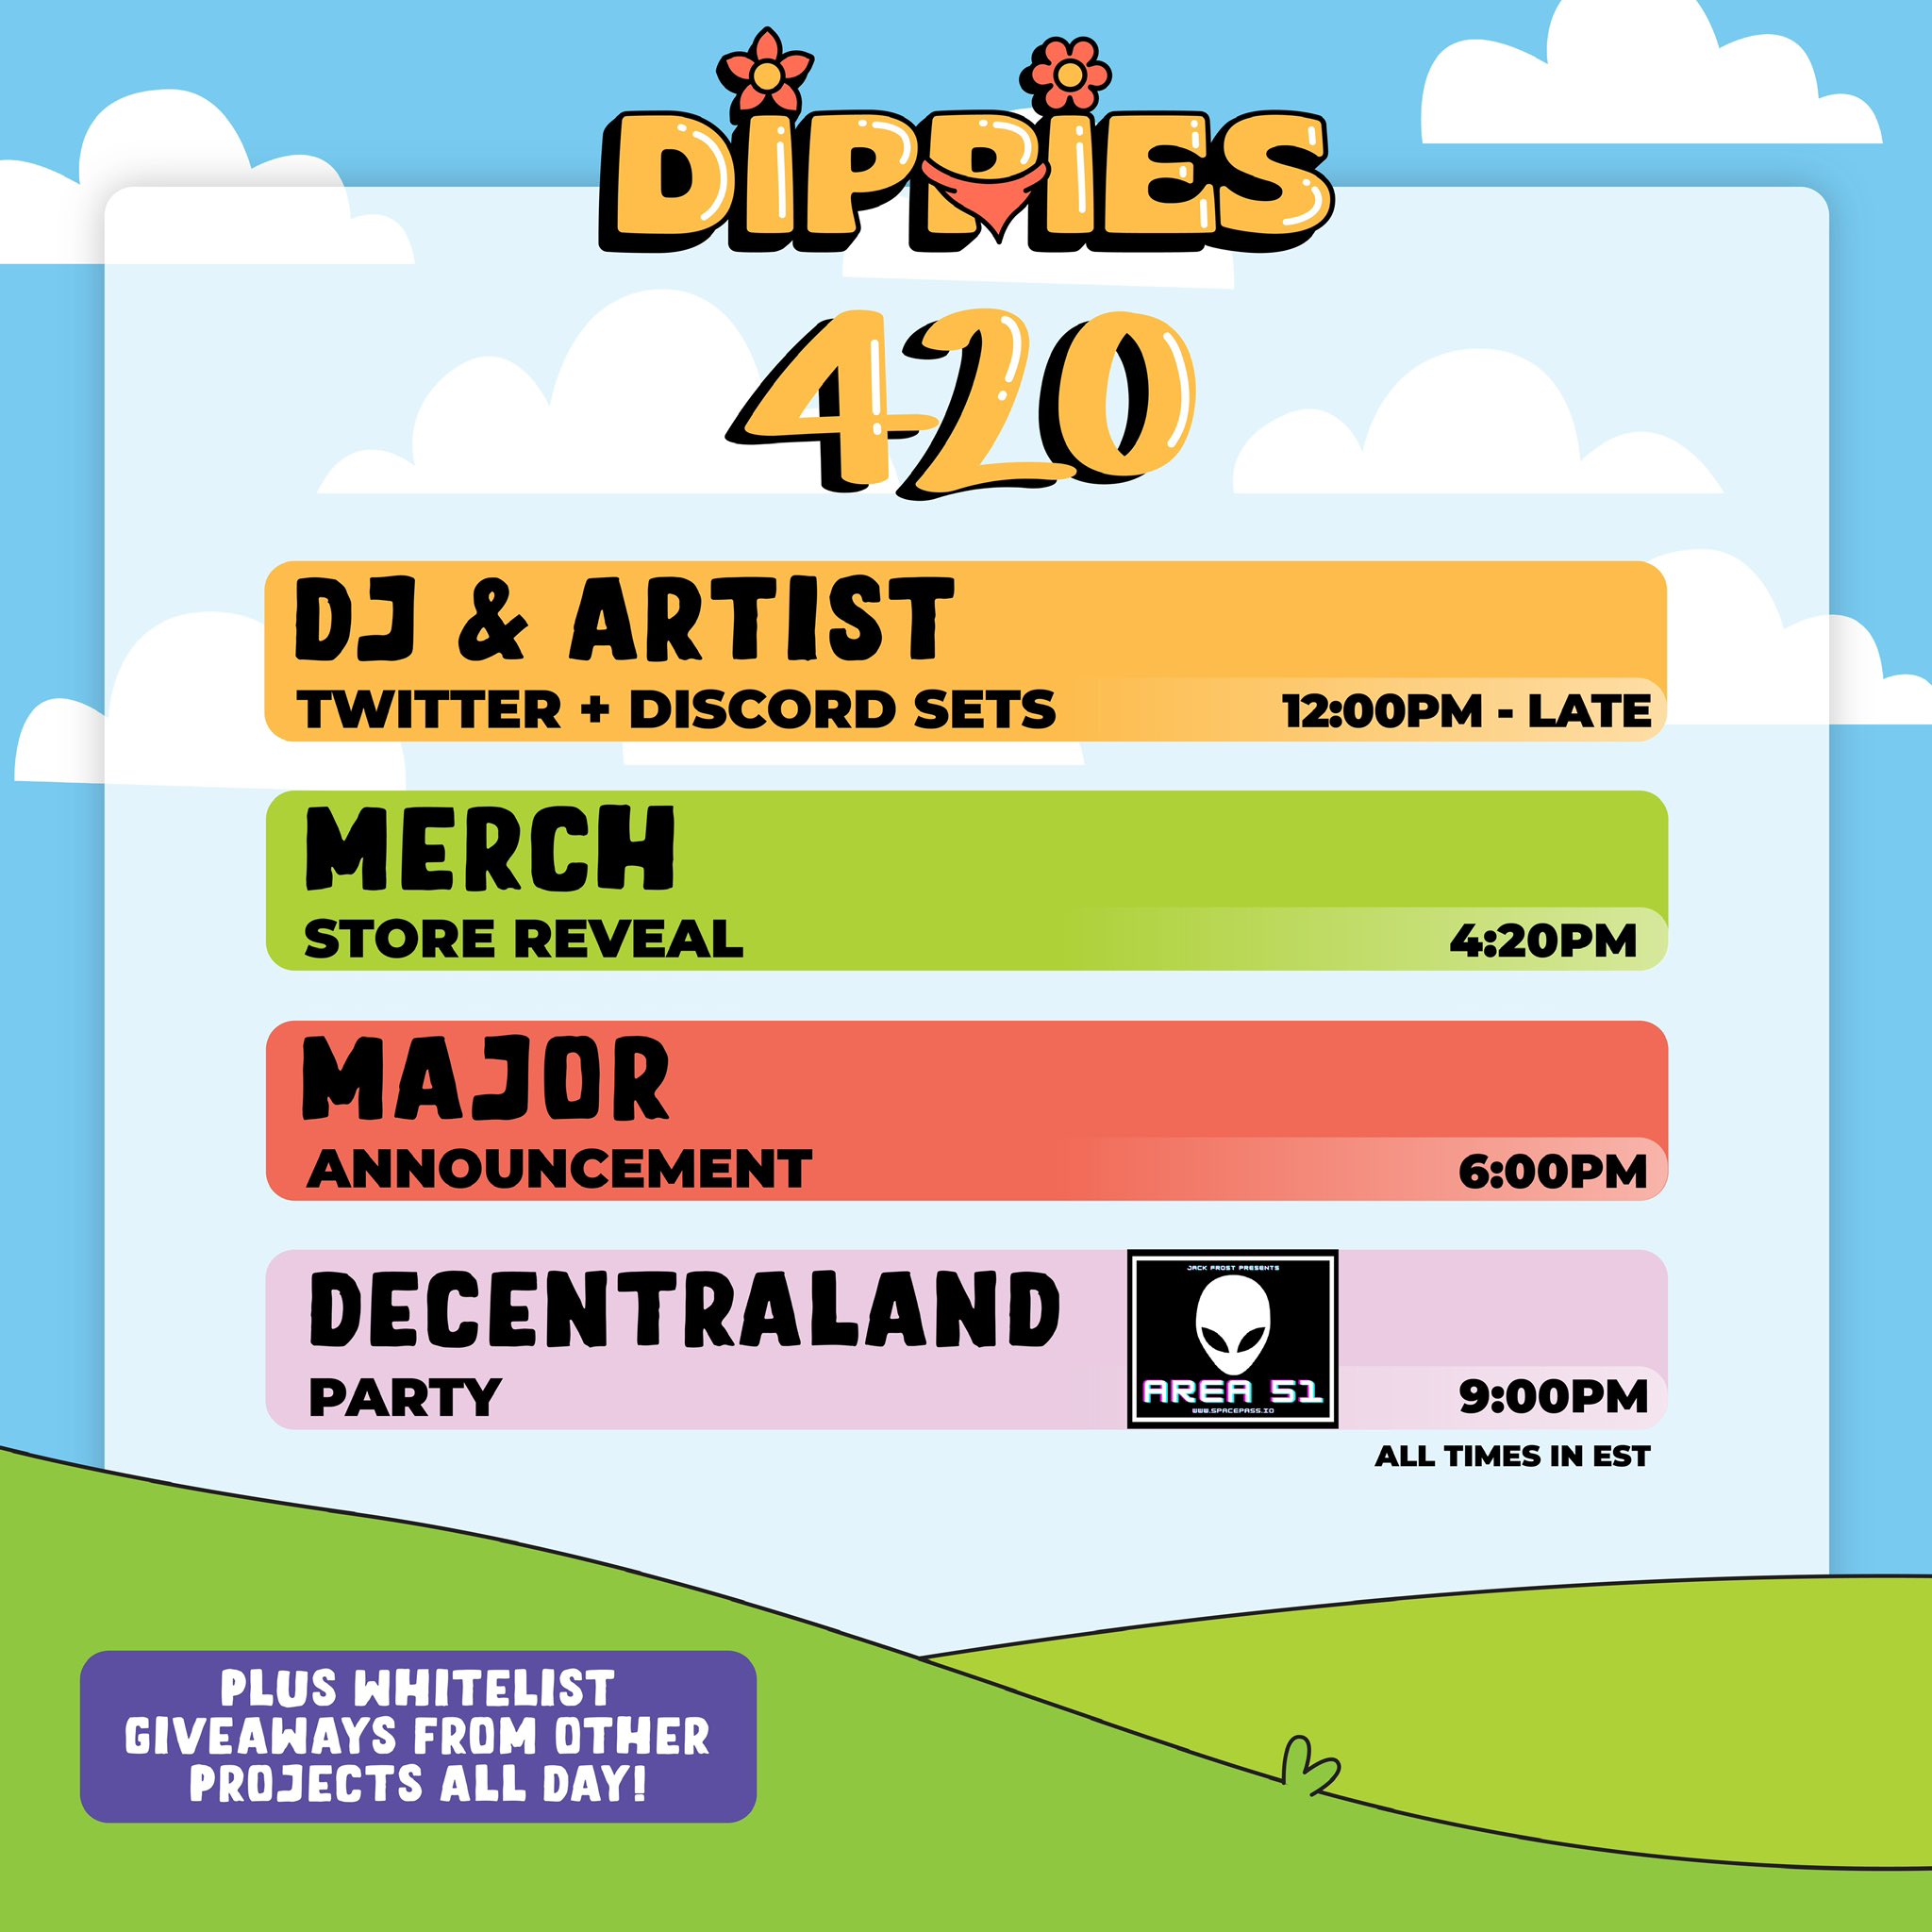 DiPPiES
420
DJ & ARTIST
TWITTER + DISCORD SETS
12:00PM - LATE
MERCH
STORE REVEAL
4:20PM
MAJOR
ANNOUNCEMENT
6:00PM
DECENTRALAND
PARTY
JACK FROST PRESENTS
AREA 51
WWW.SPACEPASS.IO
9:00PM
ALL TIMES IN EST
PLUS WHITELIST
GIVEAWAYS FROM OTHER
PROJECTS ALL DAY!